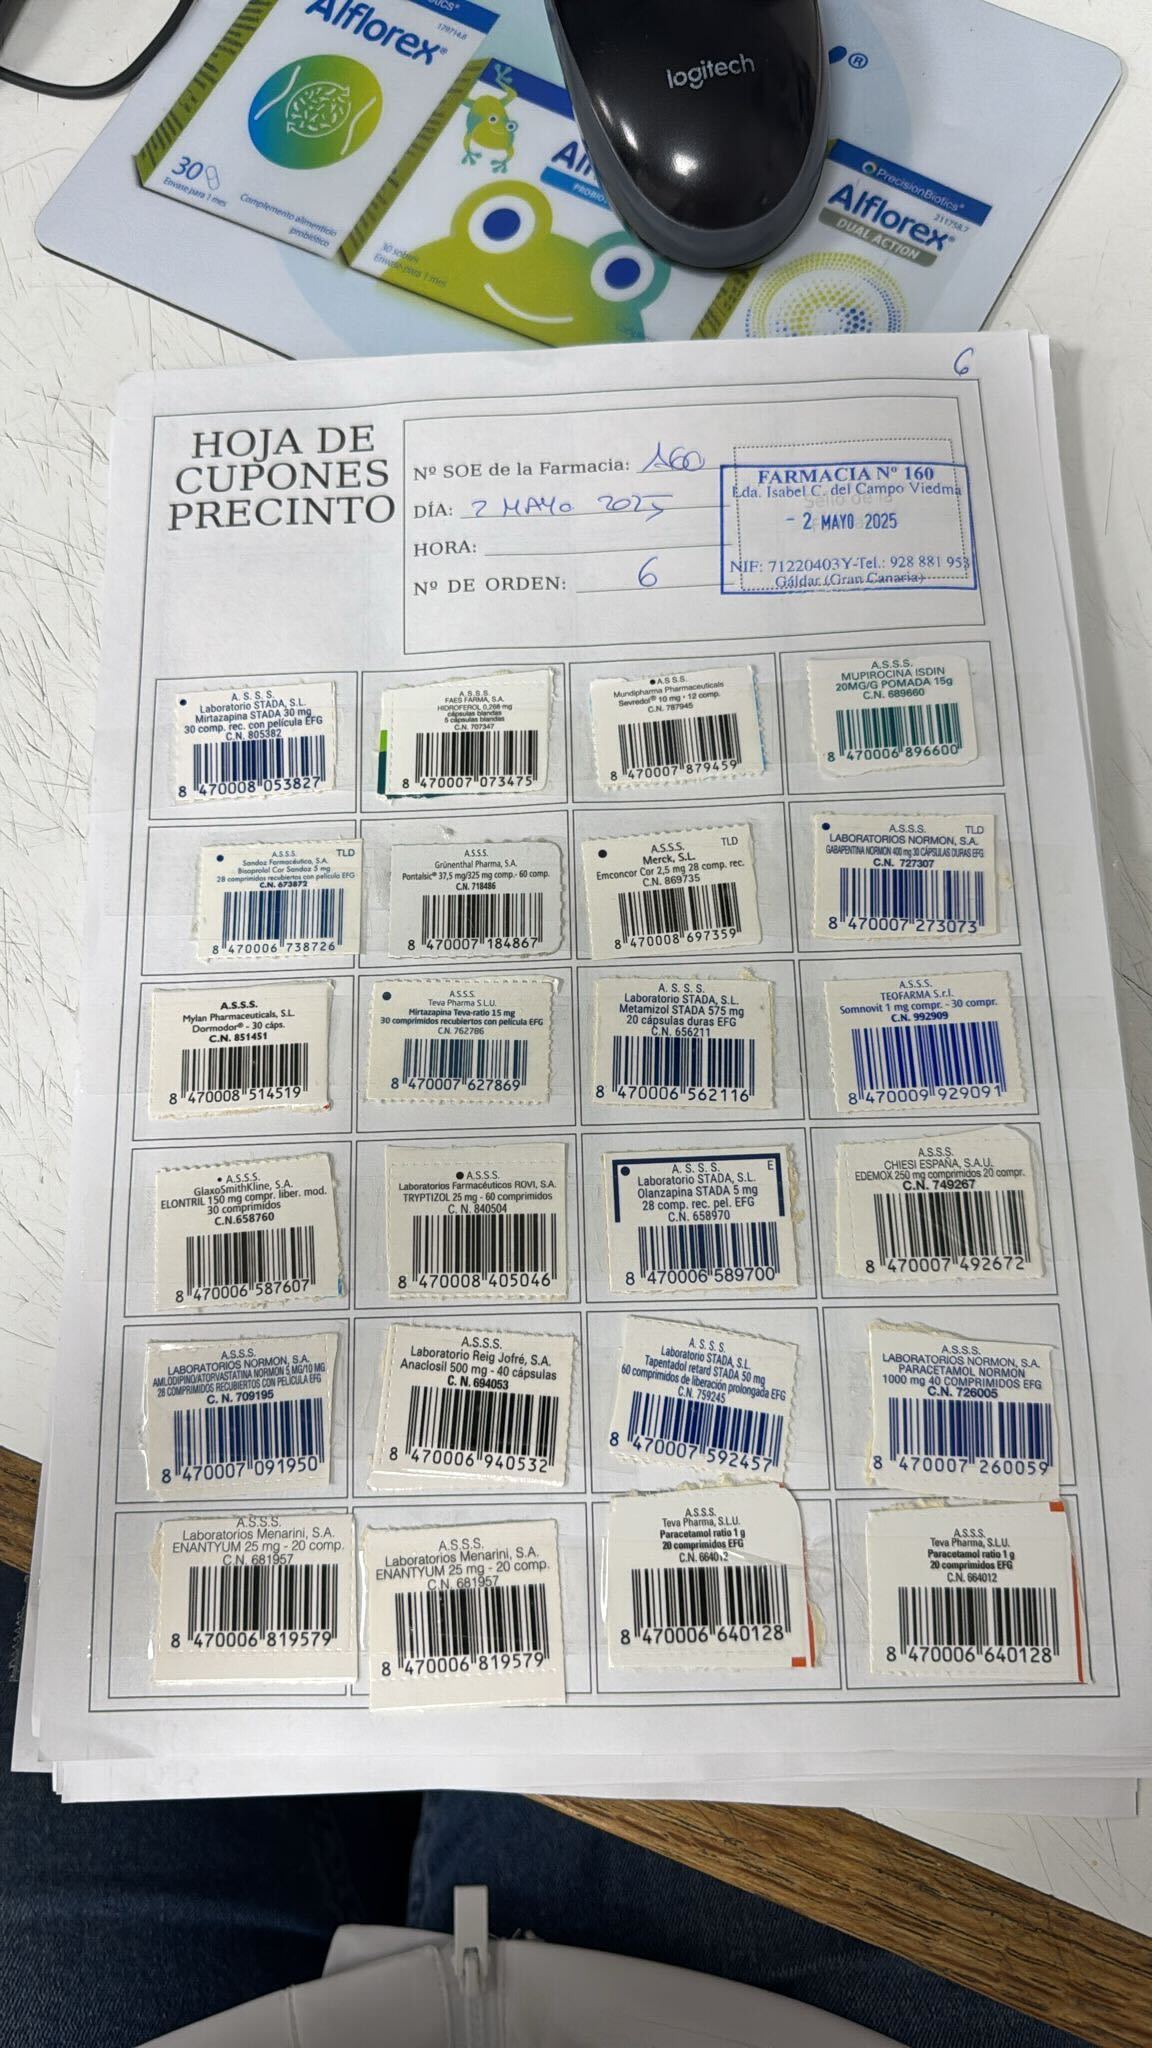 Alflorex®
179714.8
30
Envase para 1 mes
Complemento alimenticio
probiótico
30 sobres
Envase para 1 mes
logitech
®
PrecisionBiotics®
211758.7
Alflorex®
DUAL ACTION
6
HOJA DE
CUPONES
PRECINTO
Nº SOE de la Farmacia: 160
DÍA: 2 MAYO 2025
HORA:
Nº DE ORDEN: 6
FARMACIA Nº 160
Lda. Isabel C. del Campo Viedma
- 2 MAYO 2025
NIF: 71220403Y-Tel.: 928 881 953
Gáldar (Gran Canaria)
A. S. S. S.
Laboratorio STADA, S.L.
Mirtazapina STADA 30 mg
30 comp. rec. con película EFG
C.N. 805382
8 470008 053827
A.S.S.S.
FAES FARMA, S.A.
HIDROFEROL 0,266 mg
cápsulas blandas
5 cápsulas blandas
C.N. 707347
8 470007 073475
A.S.S.S.
Mundipharma Pharmaceuticals
Sevredol® 10 mg • 12 comp.
C.N. 787945
8 470007 879459
A.S.S.S.
MUPIROCINA ISDIN
20MG/G POMADA 15g
C.N. 689660
8 470006 896600
A.S.S.S. TLD
Sandoz Farmacéutica, S.A.
Bisoprolol Cor Sandoz 5 mg
28 comprimidos recubiertos con película EFG
C.N. 673872
8 470006 738726
A.S.S.S.
Grünenthal Pharma, S.A.
Pontalsic® 37,5 mg/325 mg comp.- 60 comp.
C.N. 718486
8 470007 184867
A.S.S.S. TLD
Merck, S.L.
Emconcor Cor 2,5 mg 28 comp. rec.
C.N. 869735
8 470008 697359
A.S.S.S. TLD
LABORATORIOS NORMON, S.A.
GABAPENTINA NORMON 400 mg 30 CÁPSULAS DURAS EFG
C.N. 727307
8 470007 273073
A.S.S.S.
Mylan Pharmaceuticals, S.L
Dormodor® - 30 cáps.
C.N. 851451
8 470008 514519
A.S.S.S.
Teva Pharma S.L.U.
Mirtazapina Teva-ratio 15 mg
30 comprimidos recubiertos con película EFG
C.N. 762786
8 470007 627869
A. S. S. S.
Laboratorio STADA, S.L.
Metamizol STADA 575 mg
20 cápsulas duras EFG
C.N. 656211
8 470006 562116
A.S.S.S.
TEOFARMA S.r.l.
Somnovit 1 mg compr. - 30 compr.
C.N. 992909
8 470009 929091
A.S.S.S.
GlaxoSmithKline, S.A.
ELONTRIL 150 mg compr. liber. mod.
30 comprimidos
C.N.658760
8 470006 587607
A.S.S.S.
Laboratorios Farmacéuticos ROVI, S.A.
TRYPTIZOL 25 mg - 60 comprimidos
C. N. 840504
8 470008 405046
A. S. S. S. E
Laboratorio STADA, S.L.
Olanzapina STADA 5 mg
28 comp. rec. pel. EFG
C.N. 658970
8 470006 589700
A.S.S.S.
CHIESI ESPAÑA, S.A.U.
EDEMOX 250 mg comprimidos 20 compr.
C.N. 749267
8 470007 492672
A.S.S.S.
LABORATORIOS NORMON, S.A.
AMLODIPINO/ATORVASTATINA NORMON 5 MG/10 MG
28 COMPRIMIDOS RECUBIERTOS CON PELÍCULA EFG
C. N. 709195
8 470007 091950
A.S.S.S.
Laboratorio Reig Jofré, S.A.
Anaclosil 500 mg - 40 cápsulas
C. N. 694053
8 470006 940532
A. S. S. S.
Laboratorio STADA, S.L.
Tapentadol retard STADA 50 mg
60 comprimidos de liberación prolongada EFG
C.N. 759245
8 470007 592457
A.S.S.S.
LABORATORIOS NORMON, S.A.
PARACETAMOL NORMON
1000 mg 40 COMPRIMIDOS EFG
C.N. 726005
8 470007 260059
A.S.S.S.
Laboratorios Menarini, S.A.
ENANTYUM 25 mg - 20 comp.
C.N. 681957
8 470006 819579
A.S.S.S.
Laboratorios Menarini, S.A.
ENANTYUM 25 mg - 20 comp.
C.N. 681957
8 470006 819579
A.S.S.S.
Teva Pharma, S.L.U.
Paracetamol ratio 1 g
20 comprimidos EFG
C.N. 664012
8 470006 640128
A.S.S.S.
Teva Pharma, S.L.U.
Paracetamol ratio 1 g
20 comprimidos EFG
C.N. 664012
8 470006 640128